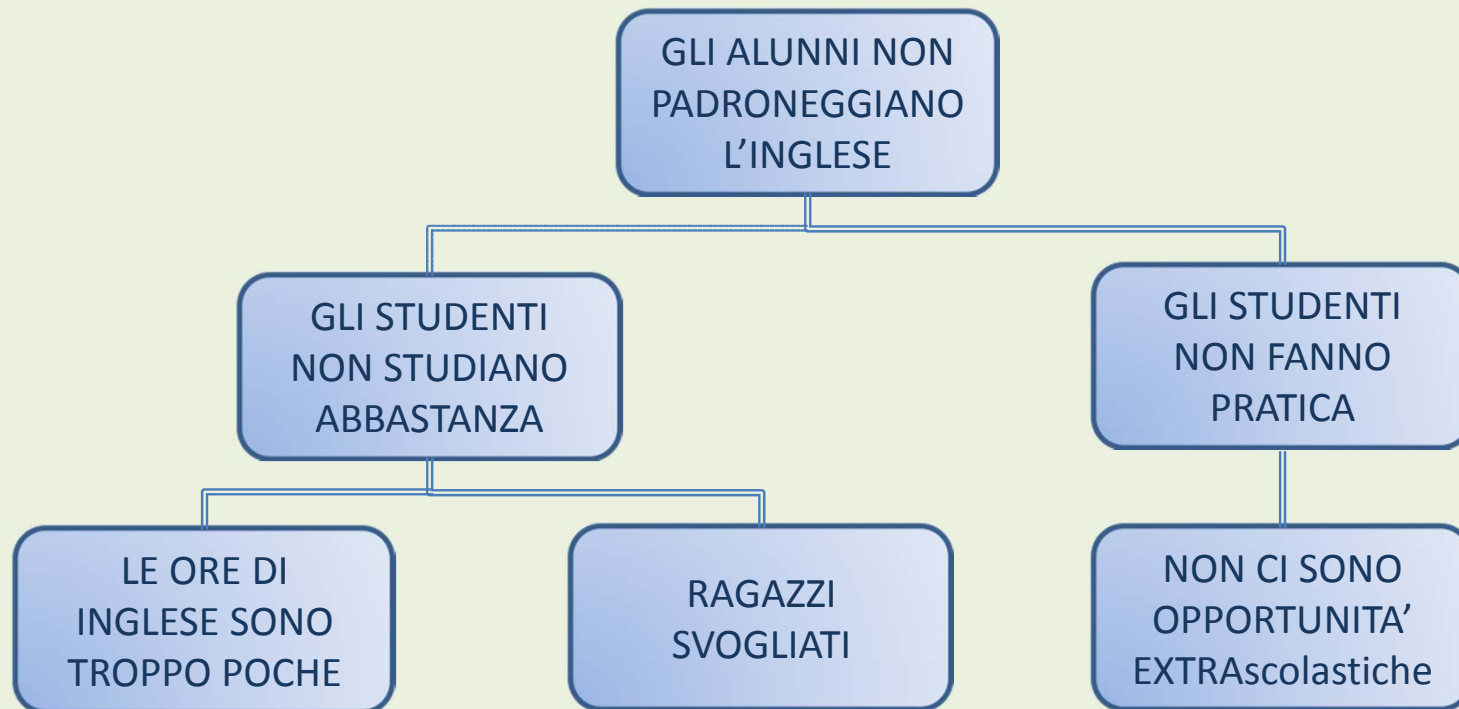 GLI ALUNNI NON
PADRONEGGIANO
L’INGLESE
GLI STUDENTI
NON STUDIANO
ABBASTANZA
GLI STUDENTI
NON FANNO
PRATICA
LE ORE DI
INGLESE SONO
TROPPO POCHE
RAGAZZI
SVOGLIATI
NON CI SONO
OPPORTUNITA’
EXTRAscolastiche